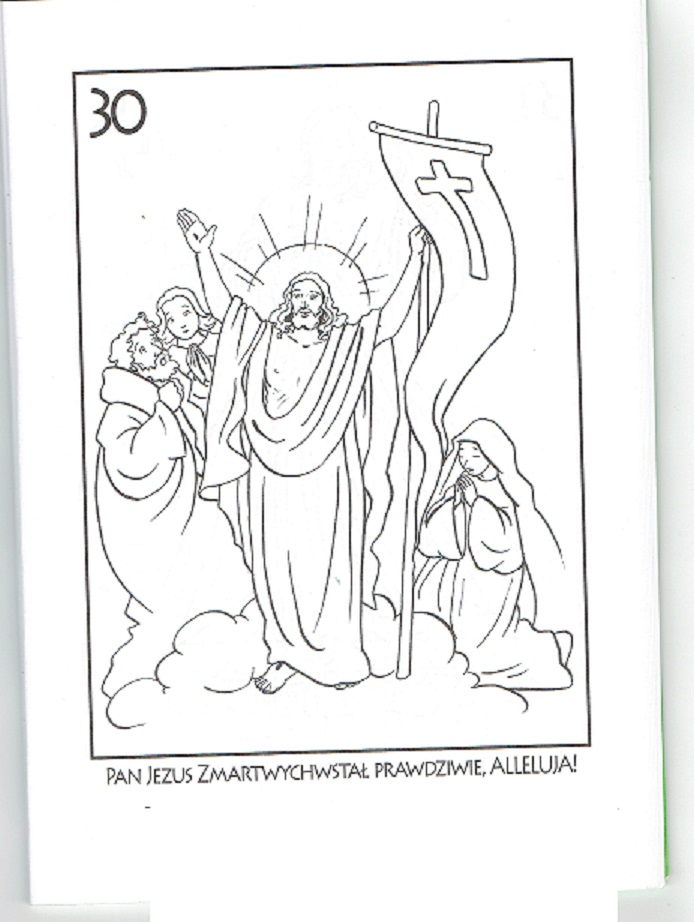 30
PAN JEZUS ZMARTWYCHWSTAŁ PRAWDZIWIE, ALLELUJA!